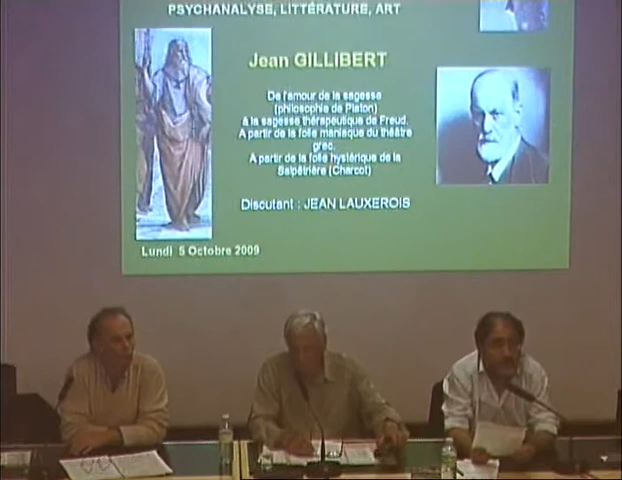 PSYCHANALYSE, LITTÉRATURE, ART
Jean GILLIBERT
De l'amour de la sagesse
(philosophie de Platon)
à la sagesse thérapeutique de Freud.
A partir de la folie maniaque du théâtre
grec.
A partir de la folie hystérique de la
Salpêtrière (Charcot)
Discutant : JEAN LAUXEROIS
Lundi 5 Octobre 2009